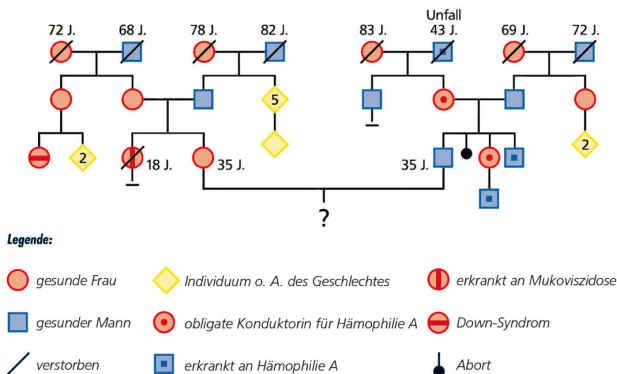 Unfall
72 J. 68 J. 78 J. 82 J. 83 J. 43 J. 69 J. 72 J.
5
2 18 J. 35 J. 35 J. 2
?
Legende:
gesunde Frau Individuum o. A. des Geschlechtes erkrankt an Mukoviszidose
gesunder Mann obligate Konduktorin für Hämophilie A Down-Syndrom
verstorben erkrankt an Hämophilie A Abort